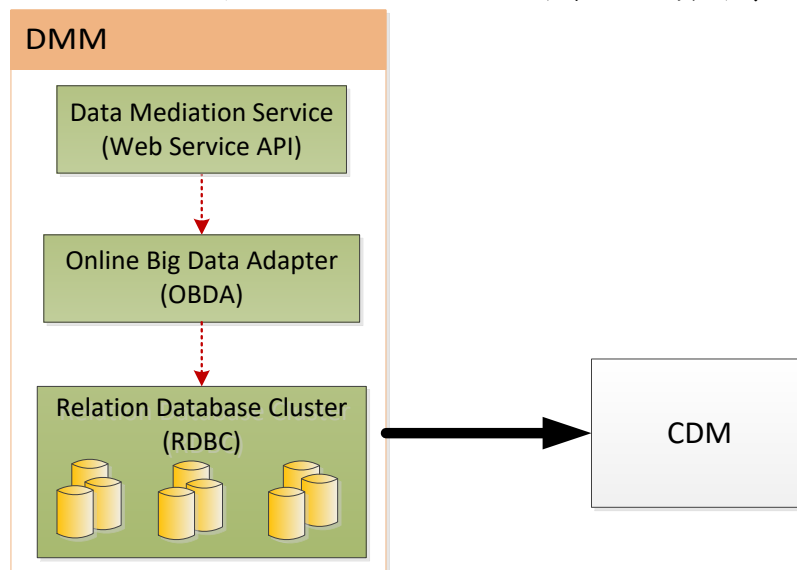 DMM
Data Mediation Service
(Web Service API)
Online Big Data Adapter
(OBDA)
Relation Database Cluster
(RDBC)
CDM